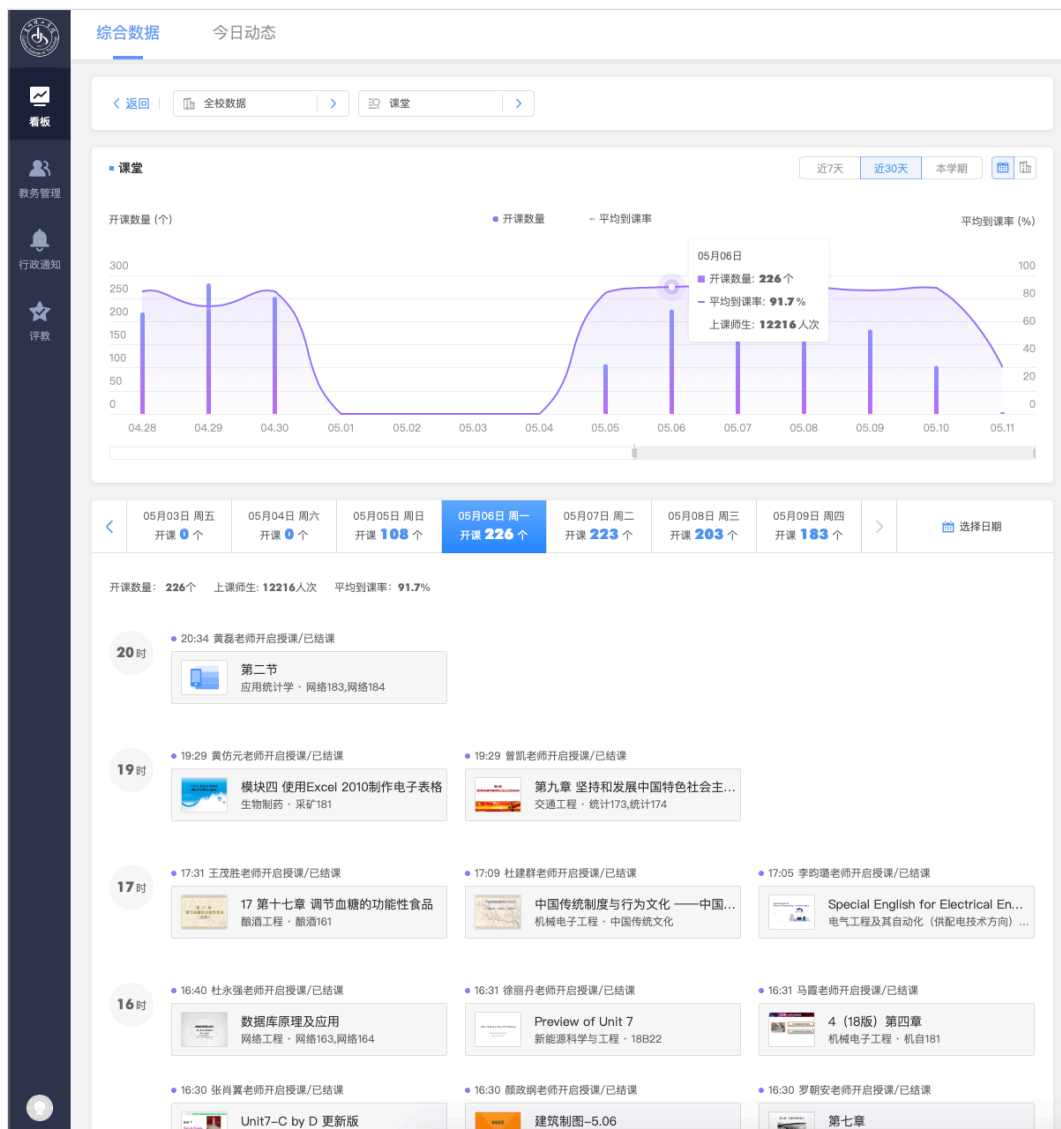 综合数据 今日动态
看板
教务管理
行政通知
评教
返回 全校数据 课堂
课堂 近7天 近30天 本学期
开课数量 (个) 开课数量 平均到课率 平均到课率 (%)
05月06日
开课数量: 226 个
平均到课率: 91.7 %
上课师生: 12216 人次
300 100
250 80
200 60
150
100 40
50 20
0 0
04.28 04.29 04.30 05.01 05.02 05.03 05.04 05.05 05.06 05.07 05.08 05.09 05.10 05.11
05月03日 周五 05月04日 周六 05月05日 周日 05月06日 周一 05月07日 周二 05月08日 周三 05月09日 周四 选择日期
开课 0 个 开课 0 个 开课 108 个 开课 226 个 开课 223 个 开课 203 个 开课 183 个
开课数量: 226个 上课师生: 12216人次 平均到课率: 91.7%
20时
20:34 黄磊老师开启授课/已结课
第二节
应用统计学 · 网络183,网络184
19时
19:29 黄仿元老师开启授课/已结课 19:29 曾凯老师开启授课/已结课
模块四 使用Excel 2010制作电子表格 第九章 坚持和发展中国特色社会主...
生物制药 · 采矿181 交通工程 · 统计173,统计174
17时
17:31 王茂胜老师开启授课/已结课 17:09 杜建群老师开启授课/已结课 17:05 李昀璐老师开启授课/已结课
17 第十七章 调节血糖的功能性食品 中国传统制度与行为文化 ——中国... Special English for Electrical En...
酿酒工程 · 酿酒161 机械电子工程 · 中国传统文化 电气工程及其自动化（供配电技术方向）...
16时
16:40 杜永强老师开启授课/已结课 16:31 徐丽丹老师开启授课/已结课 16:31 马霞老师开启授课/已结课
数据库原理及应用 Preview of Unit 7 4（18版）第四章
网络工程 · 网络163,网络164 新能源科学与工程 · 18B22 机械电子工程 · 机自181
16:30 张肖翼老师开启授课/已结课 16:30 颜政纲老师开启授课/已结课 16:30 罗朝安老师开启授课/已结课
Unit7-C by D 更新版 建筑制图-5.06 第七章